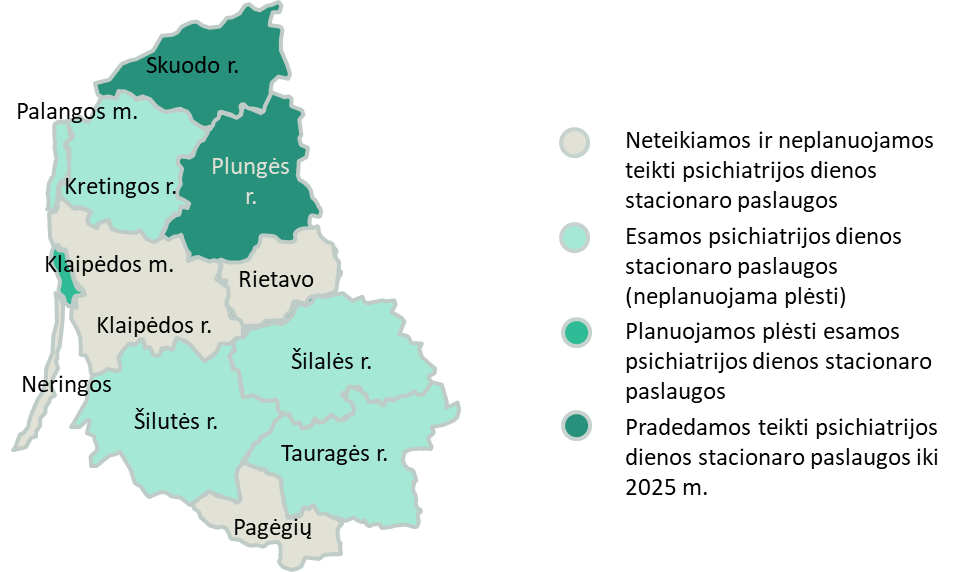 Skuodo r.
Palangos m.
Plungės
r.
Kretingos r.
Klaipėdos m.
Rietavo
Klaipėdos r.
Šilalės r.
Neringos
Šilutės r.
Tauragės r.
Pagėgių
Neteikiamos ir neplanuojamos
teikti psichiatrijos dienos
stacionaro paslaugos
Esamos psichiatrijos dienos
stacionaro paslaugos
(neplanuojama plėsti)
Planuojamos plėsti esamos
psichiatrijos dienos stacionaro
paslaugos
Pradedamos teikti psichiatrijos
dienos stacionaro paslaugos iki
2025 m.